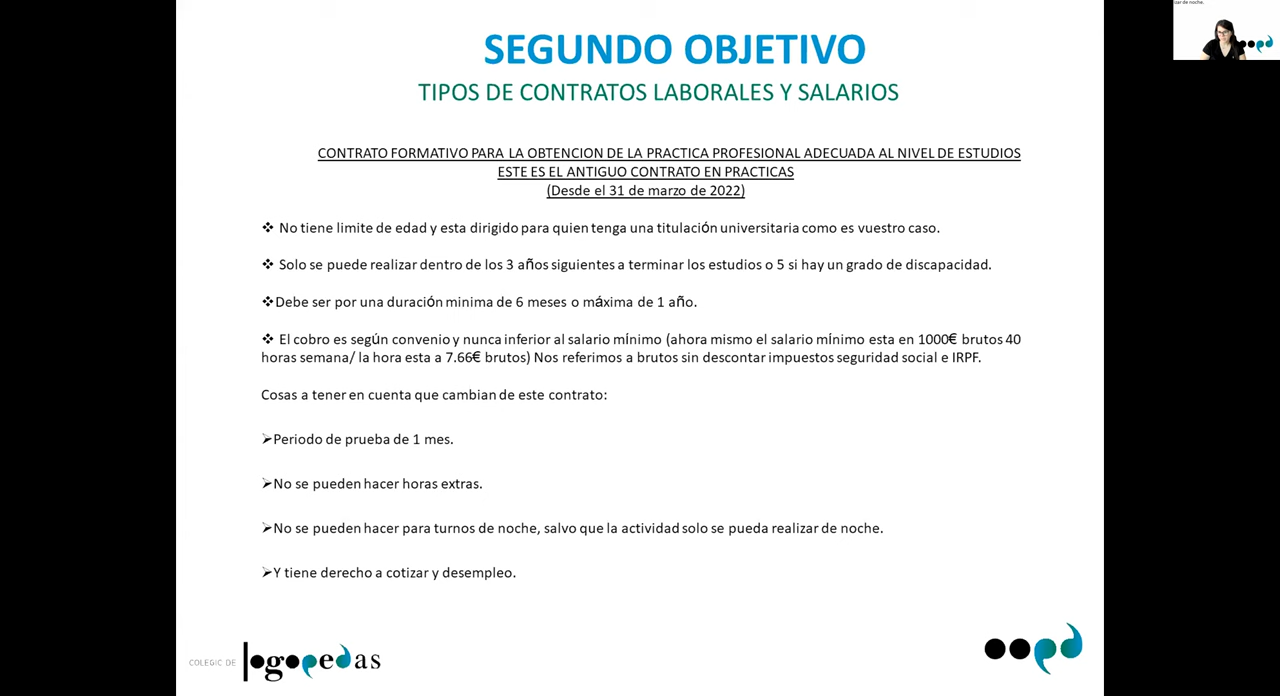 zar de noche.
SEGUNDO OBJETIVO
TIPOS DE CONTRATOS LABORALES Y SALARIOS
CONTRATO FORMATIVO PARA LA OBTENCION DE LA PRACTICA PROFESIONAL ADECUADA AL NIVEL DE ESTUDIOS
ESTE ES EL ANTIGUO CONTRATO EN PRACTICAS
(Desde el 31 de marzo de 2022)
❖ No tiene limite de edad y esta dirigido para quien tenga una titulación universitaria como es vuestro caso.
❖ Solo se puede realizar dentro de los 3 años siguientes a terminar los estudios o 5 si hay un grado de discapacidad.
❖Debe ser por una duración minima de 6 meses o máxima de 1 año.
❖ El cobro es según convenio y nunca inferior al salario mínimo (ahora mismo el salario mínimo esta en 1000€ brutos 40
horas semana/ la hora esta a 7.66€ brutos) Nos referimos a brutos sin descontar impuestos seguridad social e IRPF.
Cosas a tener en cuenta que cambian de este contrato:
➢Periodo de prueba de 1 mes.
➢No se pueden hacer horas extras.
➢No se pueden hacer para turnos de noche, salvo que la actividad solo se pueda realizar de noche.
➢Y tiene derecho a cotizar y desempleo.
COLEGIC DE logopedas